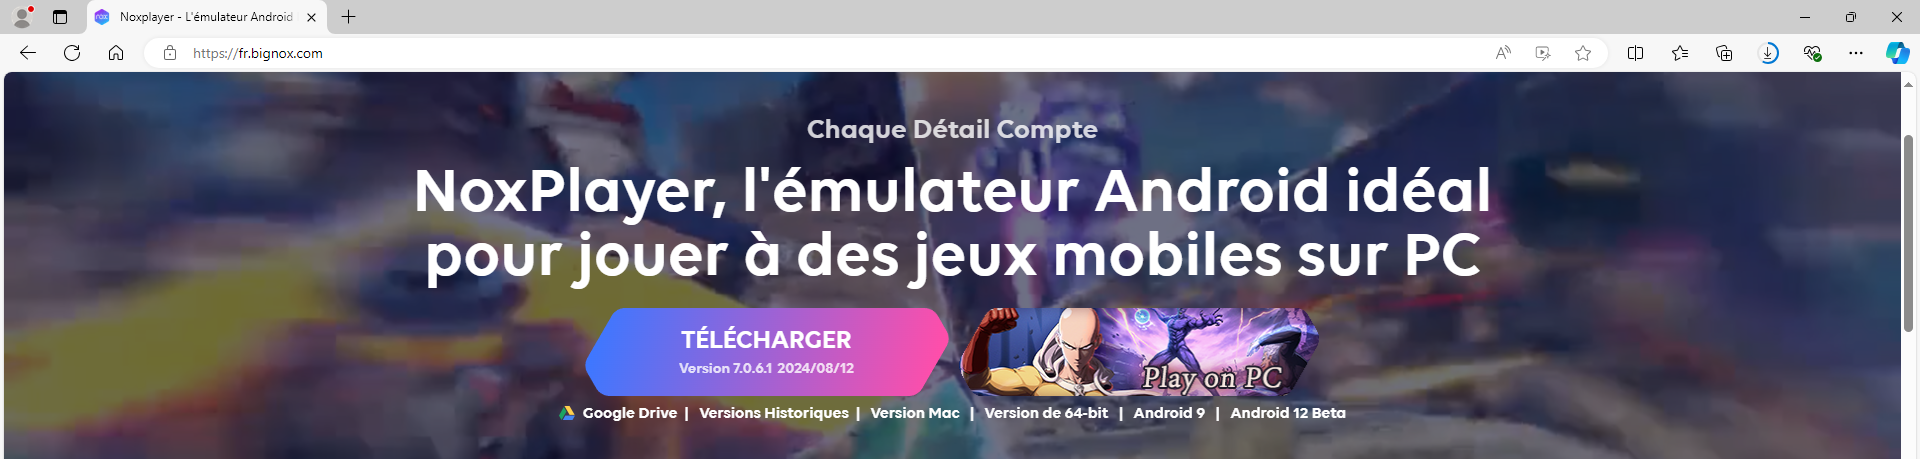 Noxplayer - L'émulateur Android
https://fr.bignox.com
Chaque Détail Compte
NoxPlayer, l'émulateur Android idéal
pour jouer à des jeux mobiles sur PC
TÉLÉCHARGER
Version 7.0.6.1 2024/08/12
Play on PC
Google Drive | Versions Historiques | Version Mac | Version de 64-bit | Android 9 | Android 12 Beta